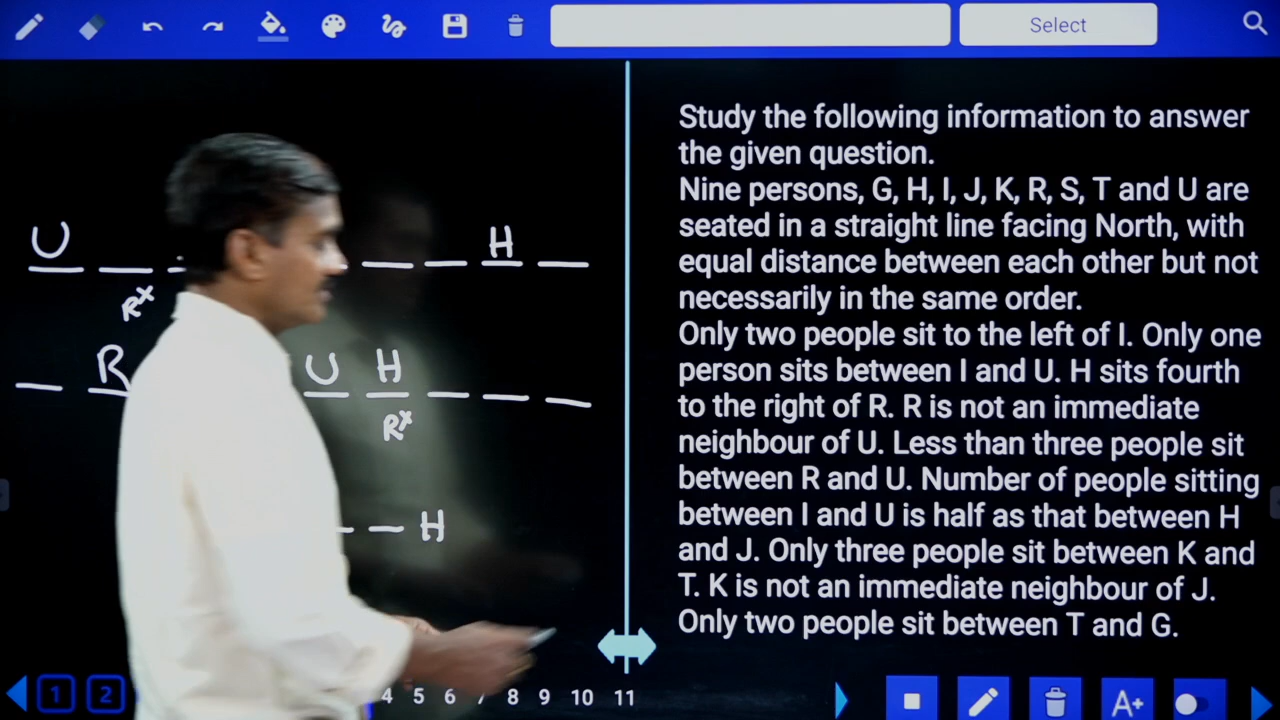 Select
Study the following information to answer
the given question.
Nine persons, G, H, I, J, K, R, S, T and U are
seated in a straight line facing North, with
equal distance between each other but not
necessarily in the same order.
Only two people sit to the left of I. Only one
person sits between I and U. H sits fourth
to the right of R. R is not an immediate
neighbour of U. Less than three people sit
between R and U. Number of people sitting
between I and U is half as that between H
and J. Only three people sit between K and
T. K is not an immediate neighbour of J.
Only two people sit between T and G.
U H
R×
R U H
R×
H
1 2 4 5 6 7 8 9 10 11
A+